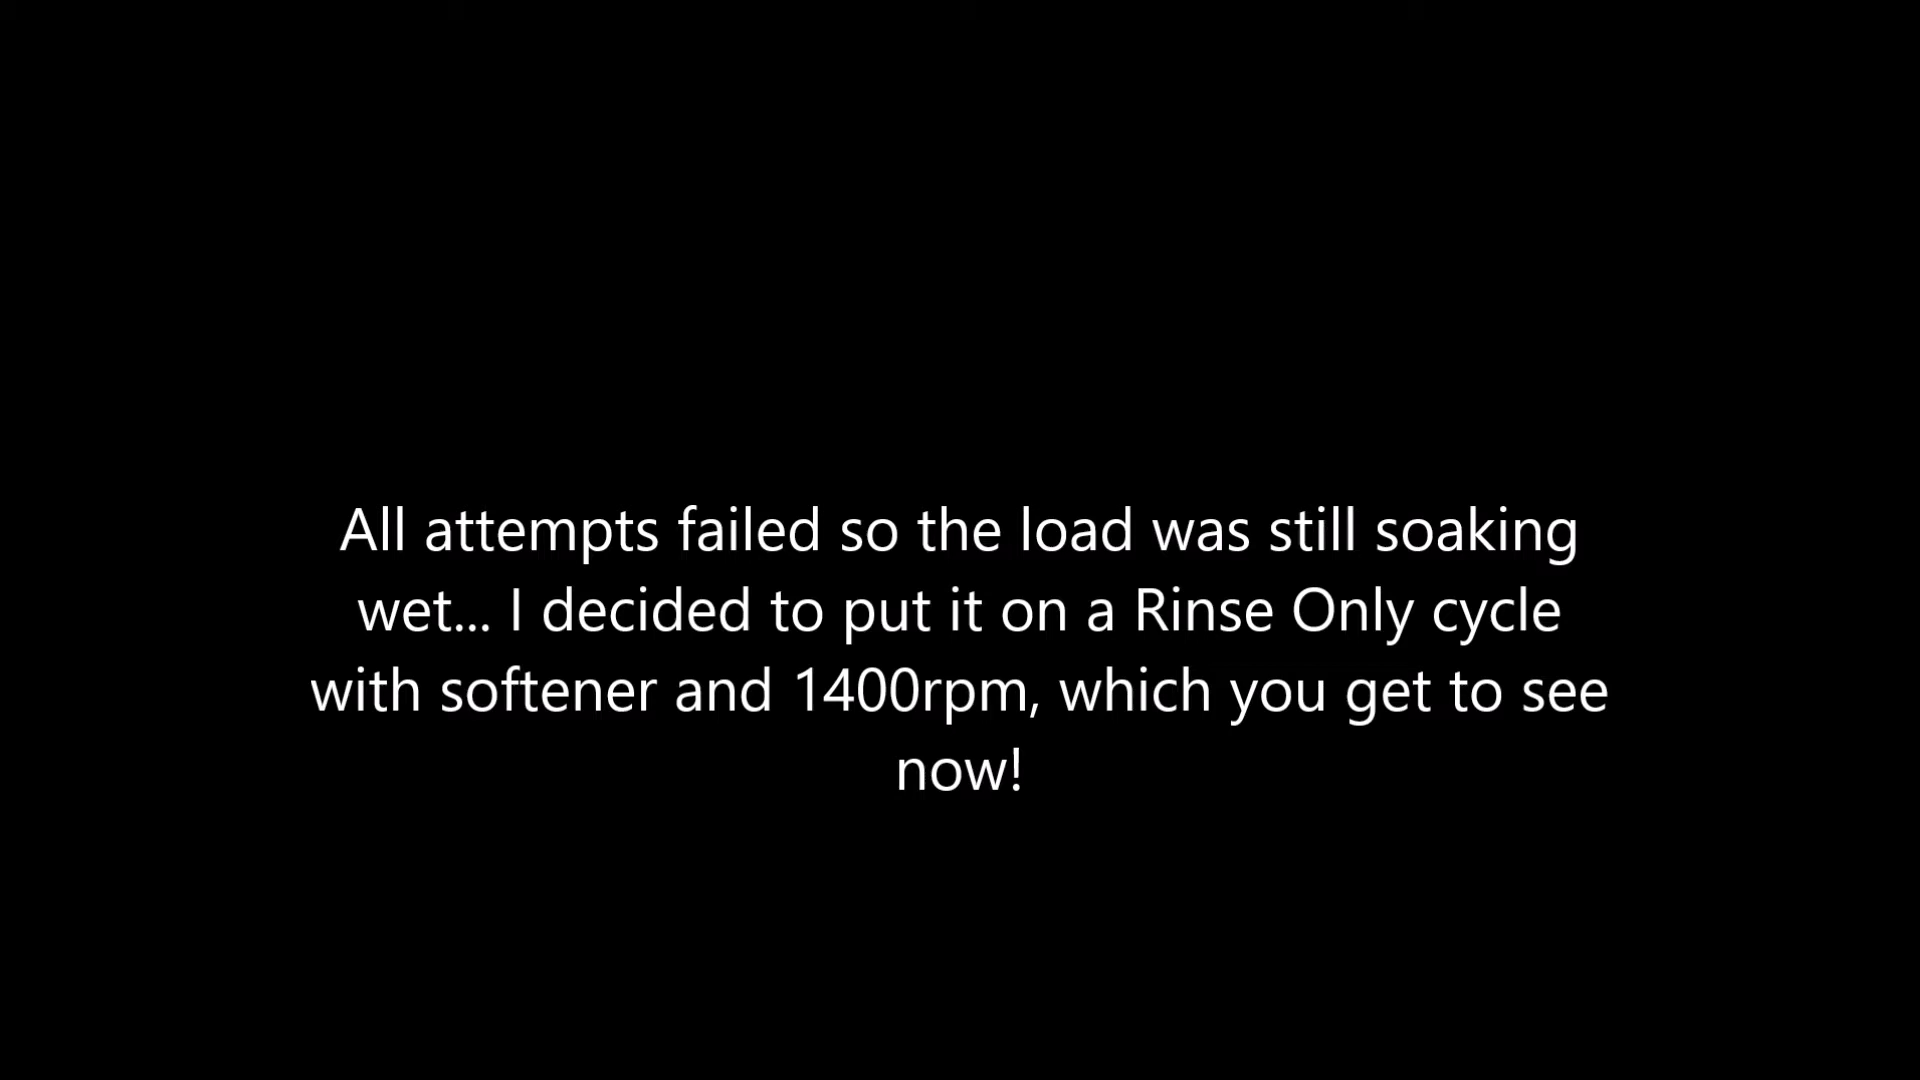 All attempts failed so the load was still soaking
wet... I decided to put it on a Rinse Only cycle
with softener and 1400rpm, which you get to see
now!